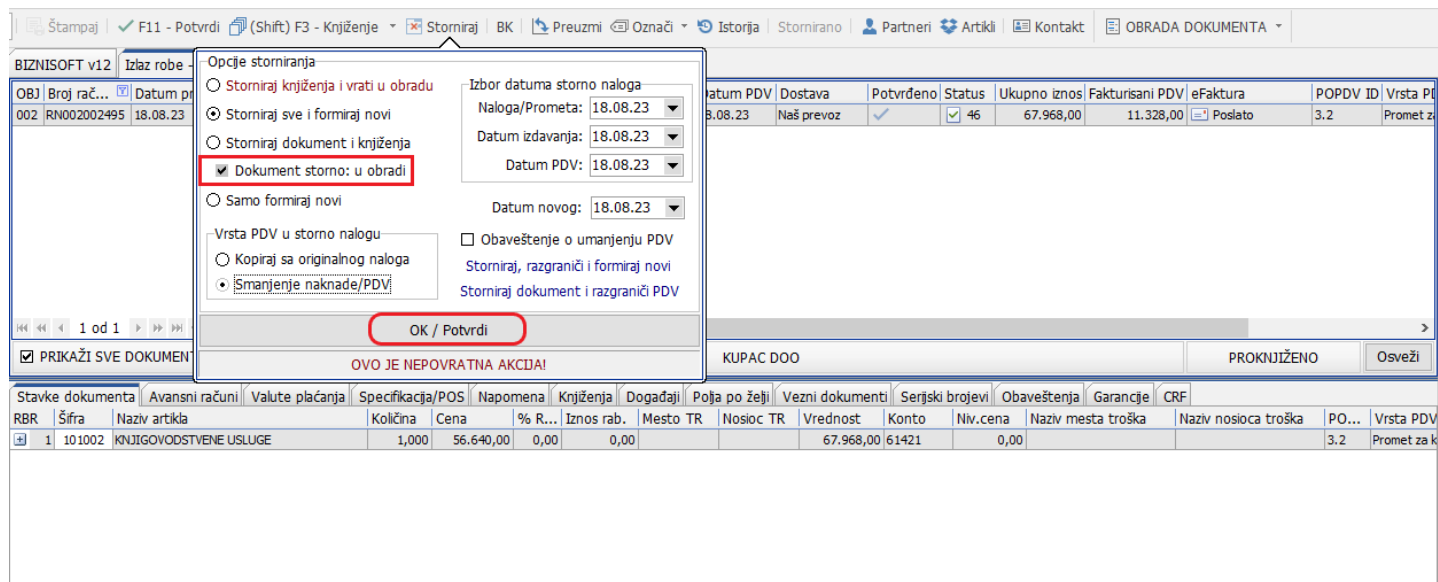 Štampaj F11 - Potvrdi (Shift) F3 - Knjiženje Storniraj BK Preuzmi Označi Istorija Stornirano Partneri Artikli Kontakt OBRADA DOKUMENTA
BIZNISOFT v12 Izlaz robe -
OBJ Broj rač... Datum pr
002 RN002002495 18.08.23
Opcije storniranja
Storniraj knjiženja i vrati u obradu
Storniraj sve i formiraj novi
Storniraj dokument i knjiženja
Dokument storno: u obradi
Samo formiraj novi
Vrsta PDV u storno nalogu
Kopiraj sa originalnog naloga
Smanjenje naknade/PDV
Izbor datuma storno naloga
Naloga/Prometa: 18.08.23
Datum izdavanja: 18.08.23
Datum PDV: 18.08.23
Datum novog: 18.08.23
Obaveštenje o umanjenju PDV
Storniraj, razgraniči i formiraj novi
Storniraj dokument i razgraniči PDV
OK / Potvrdi
OVO JE NEPOVRATNA AKCIJA!
Datum PDV Dostava Potvrđeno Status Ukupno iznos Fakturisani PDV eFaktura POPDV ID Vrsta PD
8.08.23 Naš prevoz 46 67.968,00 11.328,00 Poslato 3.2 Promet za
1 od 1
PRIKAŽI SVE DOKUMENT KUPAC DOO PROKNJIŽENO Osveži
Stavke dokumenta Avansni računi Valute plaćanja Specifikacija/POS Napomena Knjiženja Događaji Polja po želji Vezni dokumenti Serijski brojevi Obaveštenja Garancije CRF
RBR Šifra Naziv artikla Količina Cena % R... Iznos rab. Mesto TR Nosioc TR Vrednost Konto Niv.cena Naziv mesta troška Naziv nosioca troška PO... Vrsta PDV
1 101002 KNJIGOVODSTVENE USLUGE 1,000 56.640,00 0,00 0,00 67.968,00 61421 0,00 3.2 Promet za k